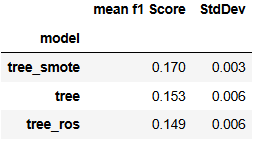 mean f1 Score StdDev
model
tree_smote 0.170 0.003
tree 0.153 0.006
tree_ros 0.149 0.006